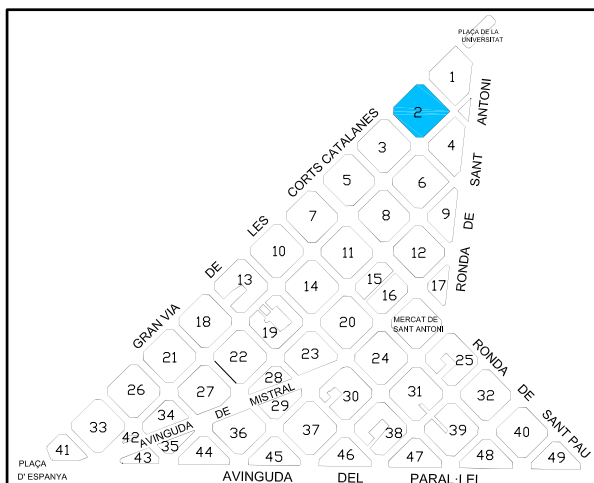 PLAÇA DE LA
UNIVERSITAT
1
2
ANTONI
3
4
CORTS CATALANES
SANT
5
6
7
8
9
DE
LES
10
11
12
RONDA
DE
13
14
15
16
17
GRAN VIA
18
19
20
MERCAT DE
SANT ANTONI
21
22
23
24
25
RONDA
26
27
28
MISTRAL
29
30
31
32
DE
33
34
DE
AVINGUDA
35
36
37
38
39
40
SANT PAU
41
42
43
44
45
46
47
48
49
PLAÇA
D' ESPANYA
AVINGUDA DEL PARAL·LEL